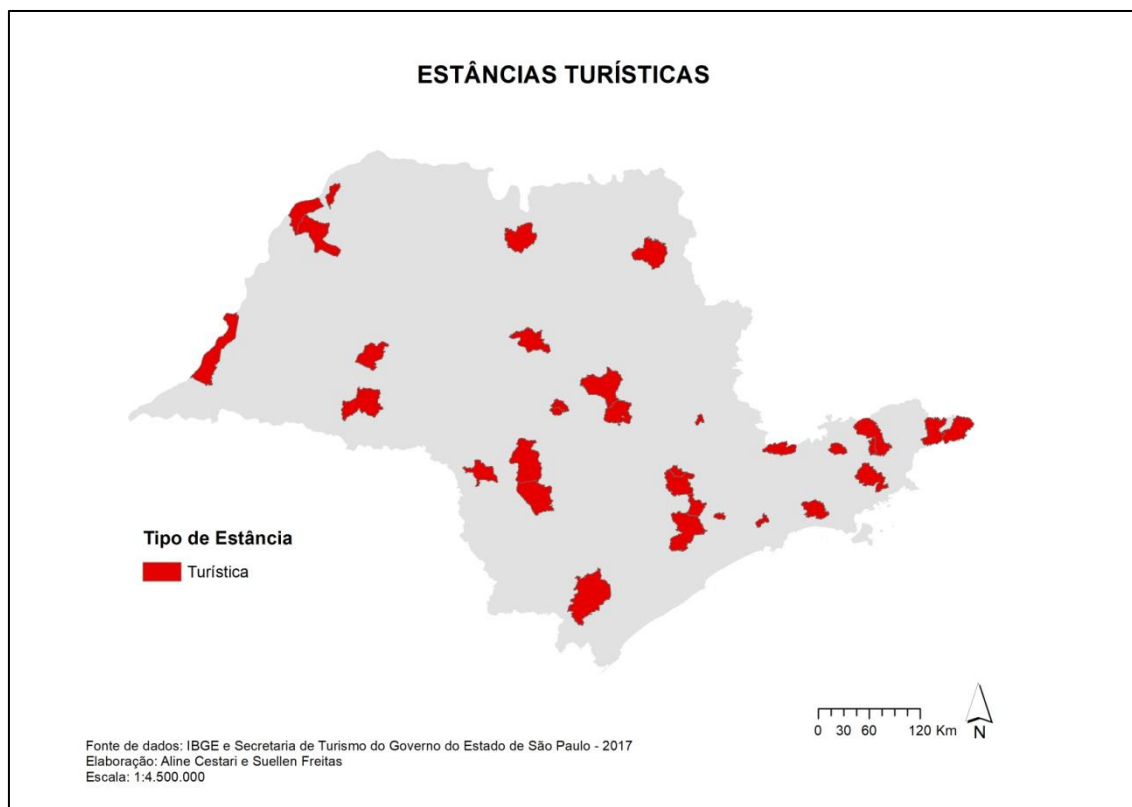 ESTÂNCIAS TURÍSTICAS
Tipo de Estância
Turística
0 30 60 120 Km
N
Fonte de dados: IBGE e Secretaria de Turismo do Governo do Estado de São Paulo - 2017
Elaboração: Aline Cestari e Suellen Freitas
Escala: 1:4.500.000